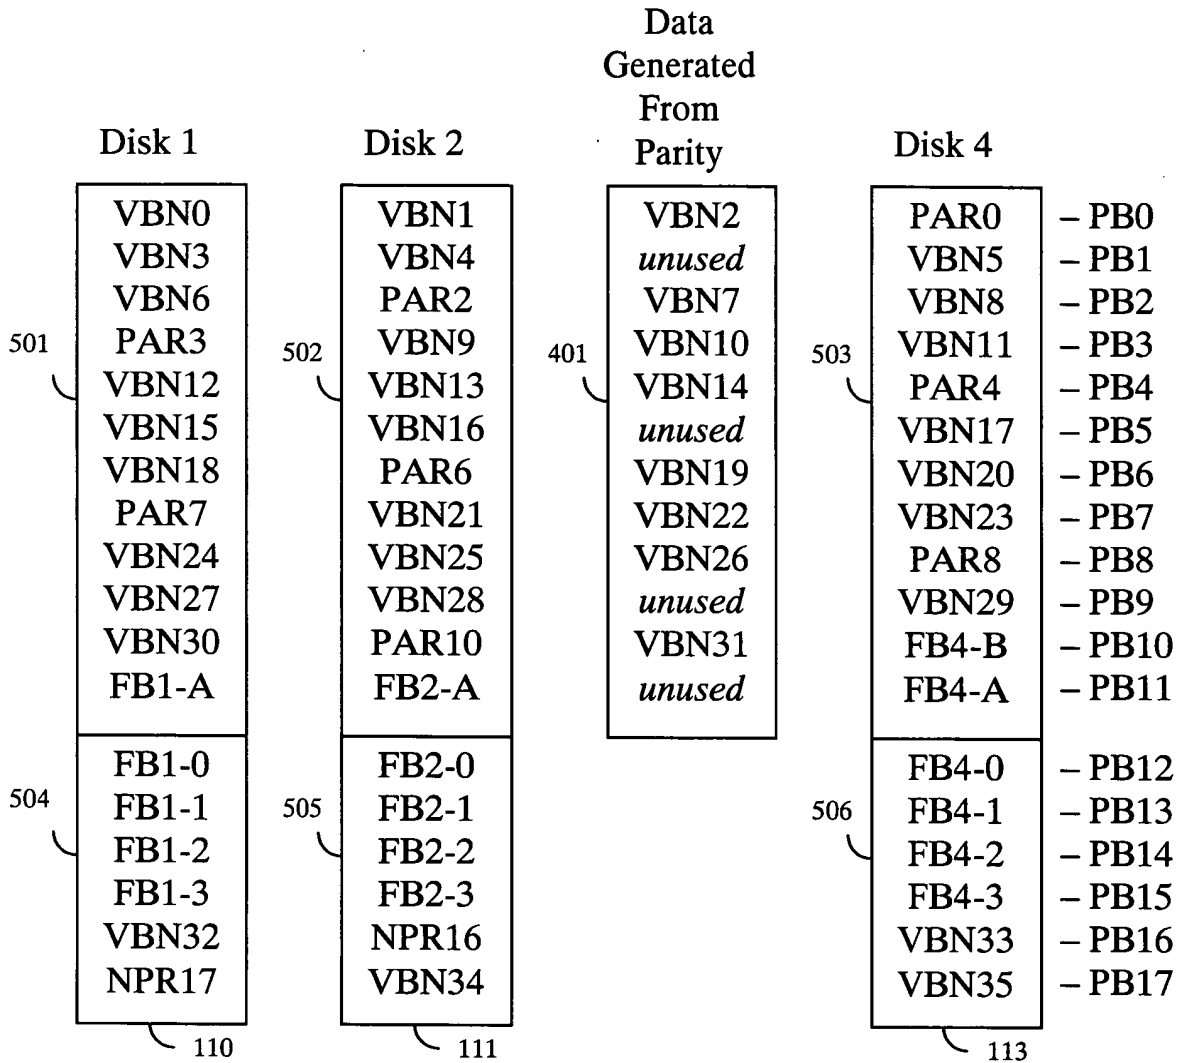 Data
Generated
From
Parity
Disk 1 Disk 2 Disk 4
VBN0 VBN1 VBN2 PAR0 – PB0
VBN3 VBN4 unused VBN5 – PB1
VBN6 PAR2 VBN7 VBN8 – PB2
501 PAR3 502 VBN9 401 VBN10 503 VBN11 – PB3
VBN12 VBN13 VBN14 PAR4 – PB4
VBN15 VBN16 unused VBN17 – PB5
VBN18 PAR6 VBN19 VBN20 – PB6
PAR7 VBN21 VBN22 VBN23 – PB7
VBN24 VBN25 VBN26 PAR8 – PB8
VBN27 VBN28 unused VBN29 – PB9
VBN30 PAR10 VBN31 FB4-B – PB10
FB1-A FB2-A unused FB4-A – PB11
FB1-0 FB2-0 FB4-0 – PB12
504 FB1-1 505 FB2-1 506 FB4-1 – PB13
FB1-2 FB2-2 FB4-2 – PB14
FB1-3 FB2-3 FB4-3 – PB15
VBN32 NPR16 VBN33 – PB16
NPR17 VBN34 VBN35 – PB17
110 111 113